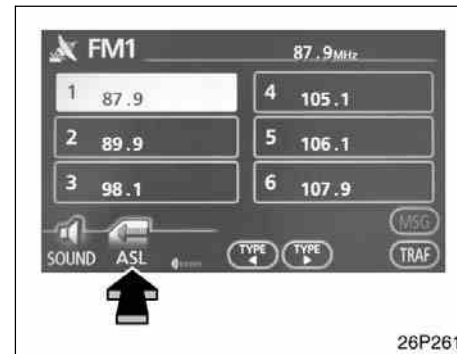 FM1 87.9MHz
1 87.9
4 105.1
2 89.9
5 106.1
3 98.1
6 107.9
MSG
SOUND ASL TYPE TYPE TRAF
26P261